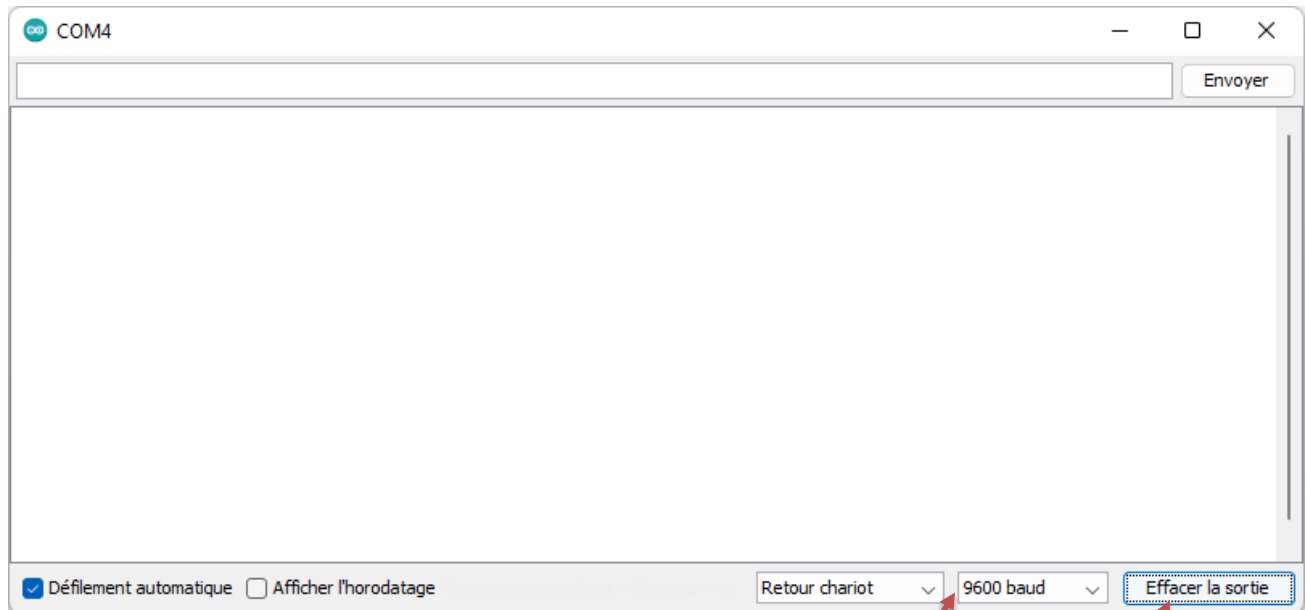 COM4
Envoyer
Défilement automatique Afficher l'horodatage Retour chariot 9600 baud Effacer la sortie